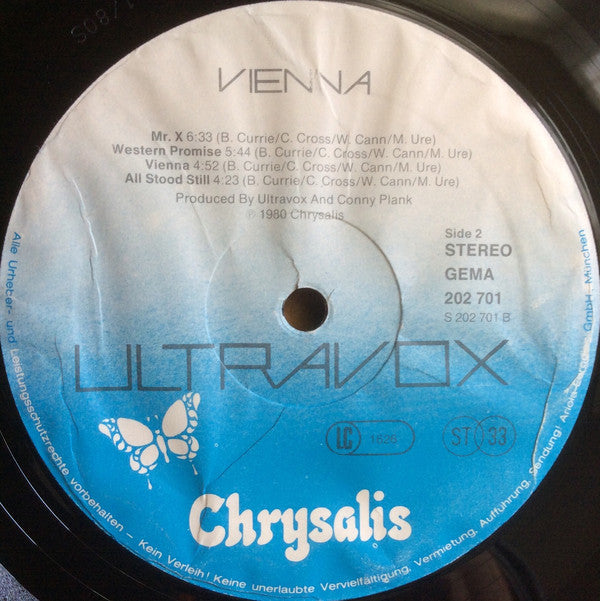 VIENNA
Mr. X 6:33 (B. Currie/C. Cross/W. Cann/M. Ure)
Western Promise 5:44 (B. Currie/C. Cross/W. Cann/M. Ure)
Vienna 4:52 (B. Currie/C. Cross/W. Cann/M. Ure)
All Stood Still 4:23 (B. Currie/C. Cross/W. Cann/M. Ure)
Produced By Ultravox And Conny Plank
℗ 1980 Chrysalis
Side 2
STEREO
GEMA
202 701
S 202 701 B
ULTRAVOX
LC 1626
ST 33
Chrysalis
Alle Urheber- und Leistungsschutzrechte vorbehalten – Kein Verleih! Keine unerlaubte Vervielfältigung, Vermietung, Aufführung, Sendung! GmbH München